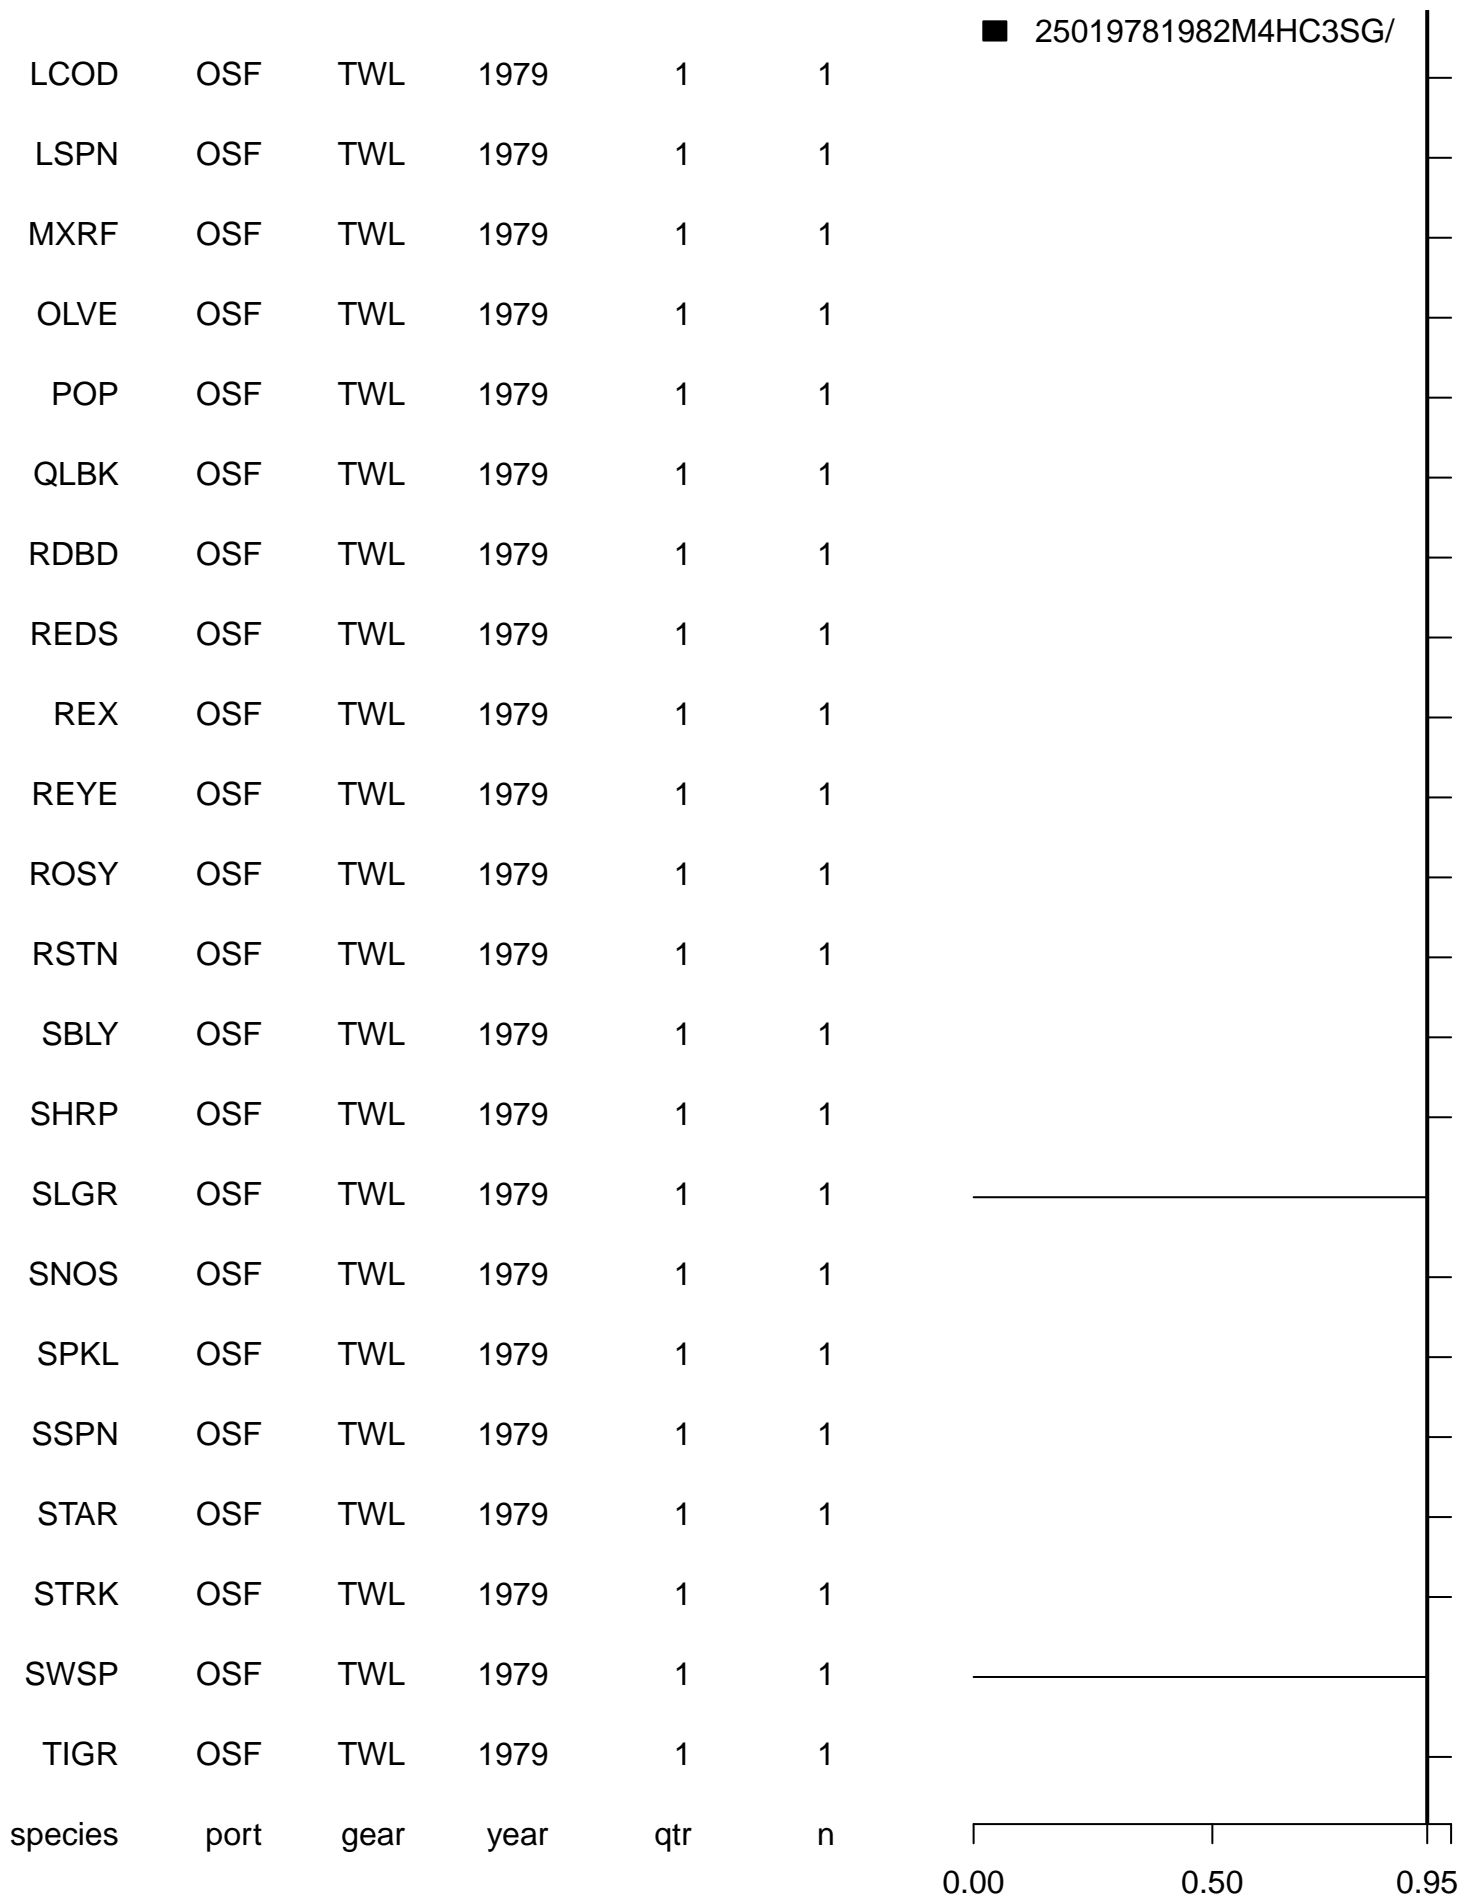 25019781982M4HC3SG/
LCOD OSF TWL 1979 1 1
LSPN OSF TWL 1979 1 1
MXRF OSF TWL 1979 1 1
OLVE OSF TWL 1979 1 1
POP OSF TWL 1979 1 1
QLBK OSF TWL 1979 1 1
RDBD OSF TWL 1979 1 1
REDS OSF TWL 1979 1 1
REX OSF TWL 1979 1 1
REYE OSF TWL 1979 1 1
ROSY OSF TWL 1979 1 1
RSTN OSF TWL 1979 1 1
SBLY OSF TWL 1979 1 1
SHRP OSF TWL 1979 1 1
SLGR OSF TWL 1979 1 1
SNOS OSF TWL 1979 1 1
SPKL OSF TWL 1979 1 1
SSPN OSF TWL 1979 1 1
STAR OSF TWL 1979 1 1
STRK OSF TWL 1979 1 1
SWSP OSF TWL 1979 1 1
TIGR OSF TWL 1979 1 1
species port gear year qtr n
0.00 0.50 0.95